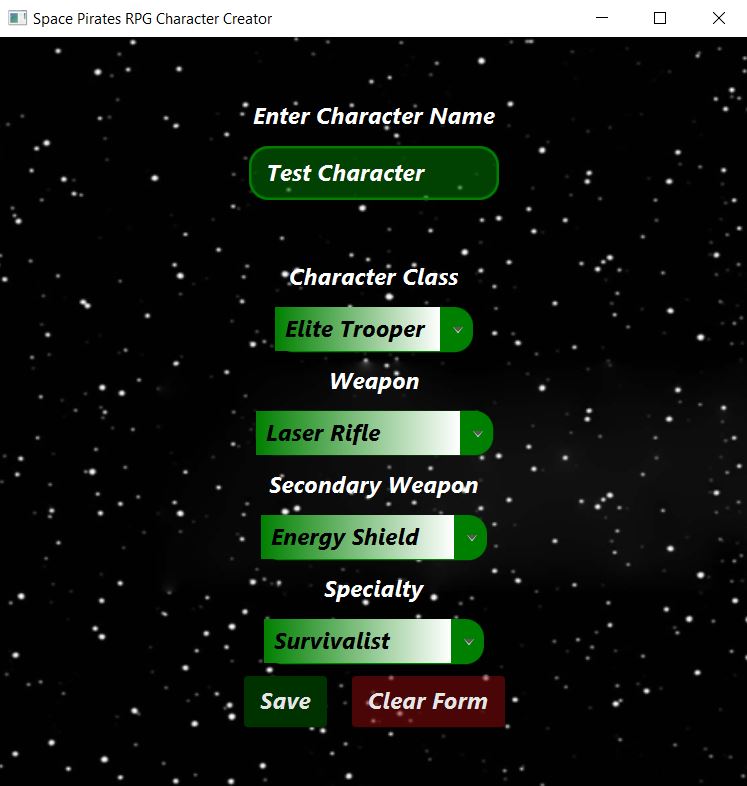 Space Pirates RPG Character Creator
Enter Character Name
Test Character
Character Class
Elite Trooper
Weapon
Laser Rifle
Secondary Weapon
Energy Shield
Specialty
Survivalist
Save Clear Form